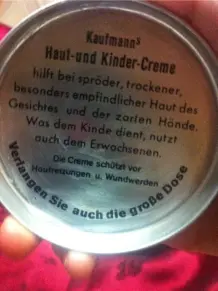 Kaufmanns
Haut-und Kinder-Creme
hilft bei spröder, trockener,
besonders empfindlicher Haut des
Gesichtes und der zarten Hände.
Was dem Kinde dient, nutzt
auch dem Erwachsenen.
Die Creme schützt vor
Hautreizungen u. Wundwerden
Verlangen Sie auch die große Dose